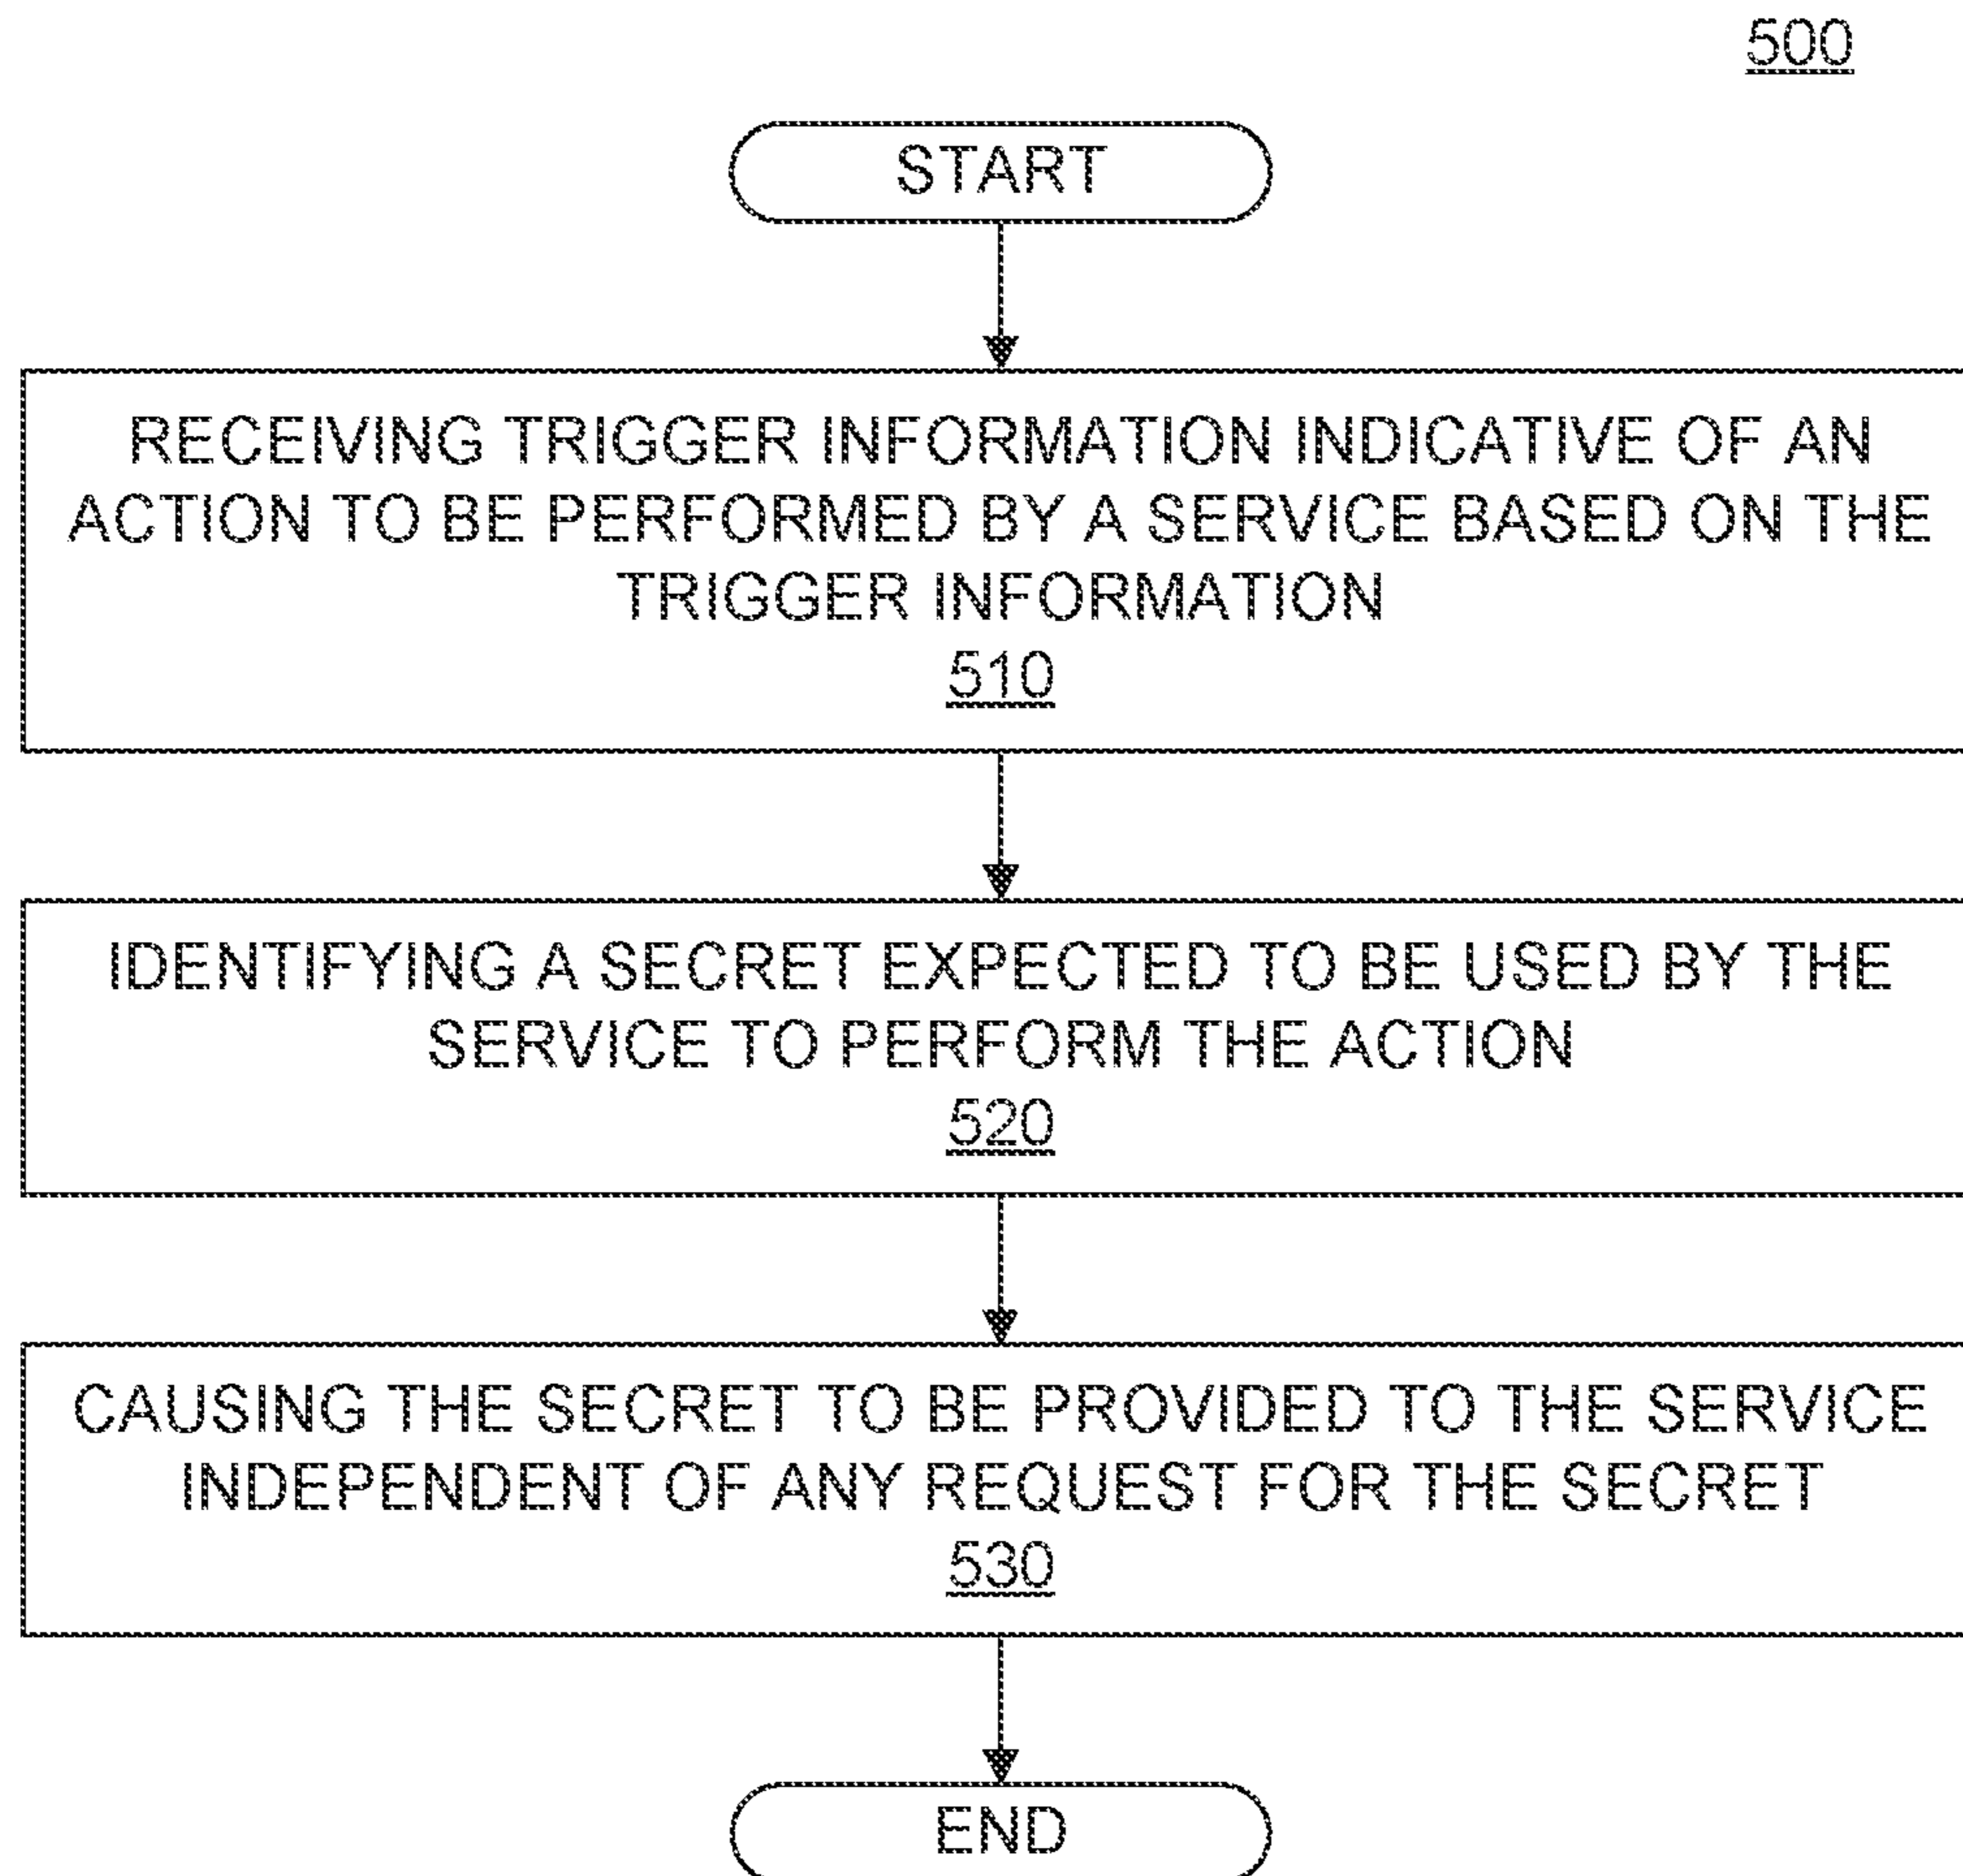 500
START
RECEIVING TRIGGER INFORMATION INDICATIVE OF AN
ACTION TO BE PERFORMED BY A SERVICE BASED ON THE
TRIGGER INFORMATION
510
IDENTIFYING A SECRET EXPECTED TO BE USED BY THE
SERVICE TO PERFORM THE ACTION
520
CAUSING THE SECRET TO BE PROVIDED TO THE SERVICE
INDEPENDENT OF ANY REQUEST FOR THE SECRET
530
END